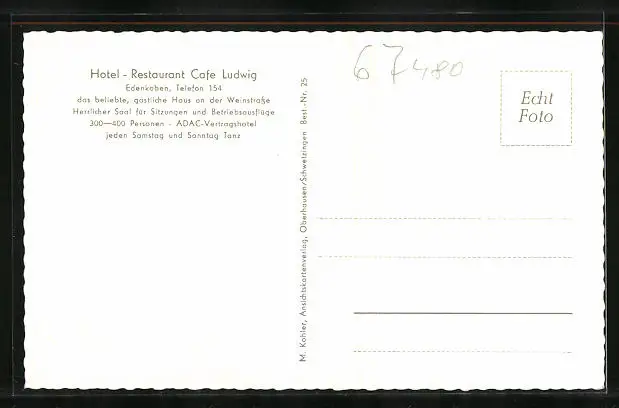 Hotel - Restaurant Cafe Ludwig
Edenkoben, Telefon 154
das beliebte, gastliche Haus an der Weinstraße
Herrlicher Saal für Sitzungen und Betriebsausflüge
300—400 Personen - ADAC-Vertragshotel
jeden Samstag und Sonntag Tanz
M. Kohler, Ansichtskartenverlag, Oberhausen/Schwetzingen Best.-Nr. 25
67480
Echt
Foto